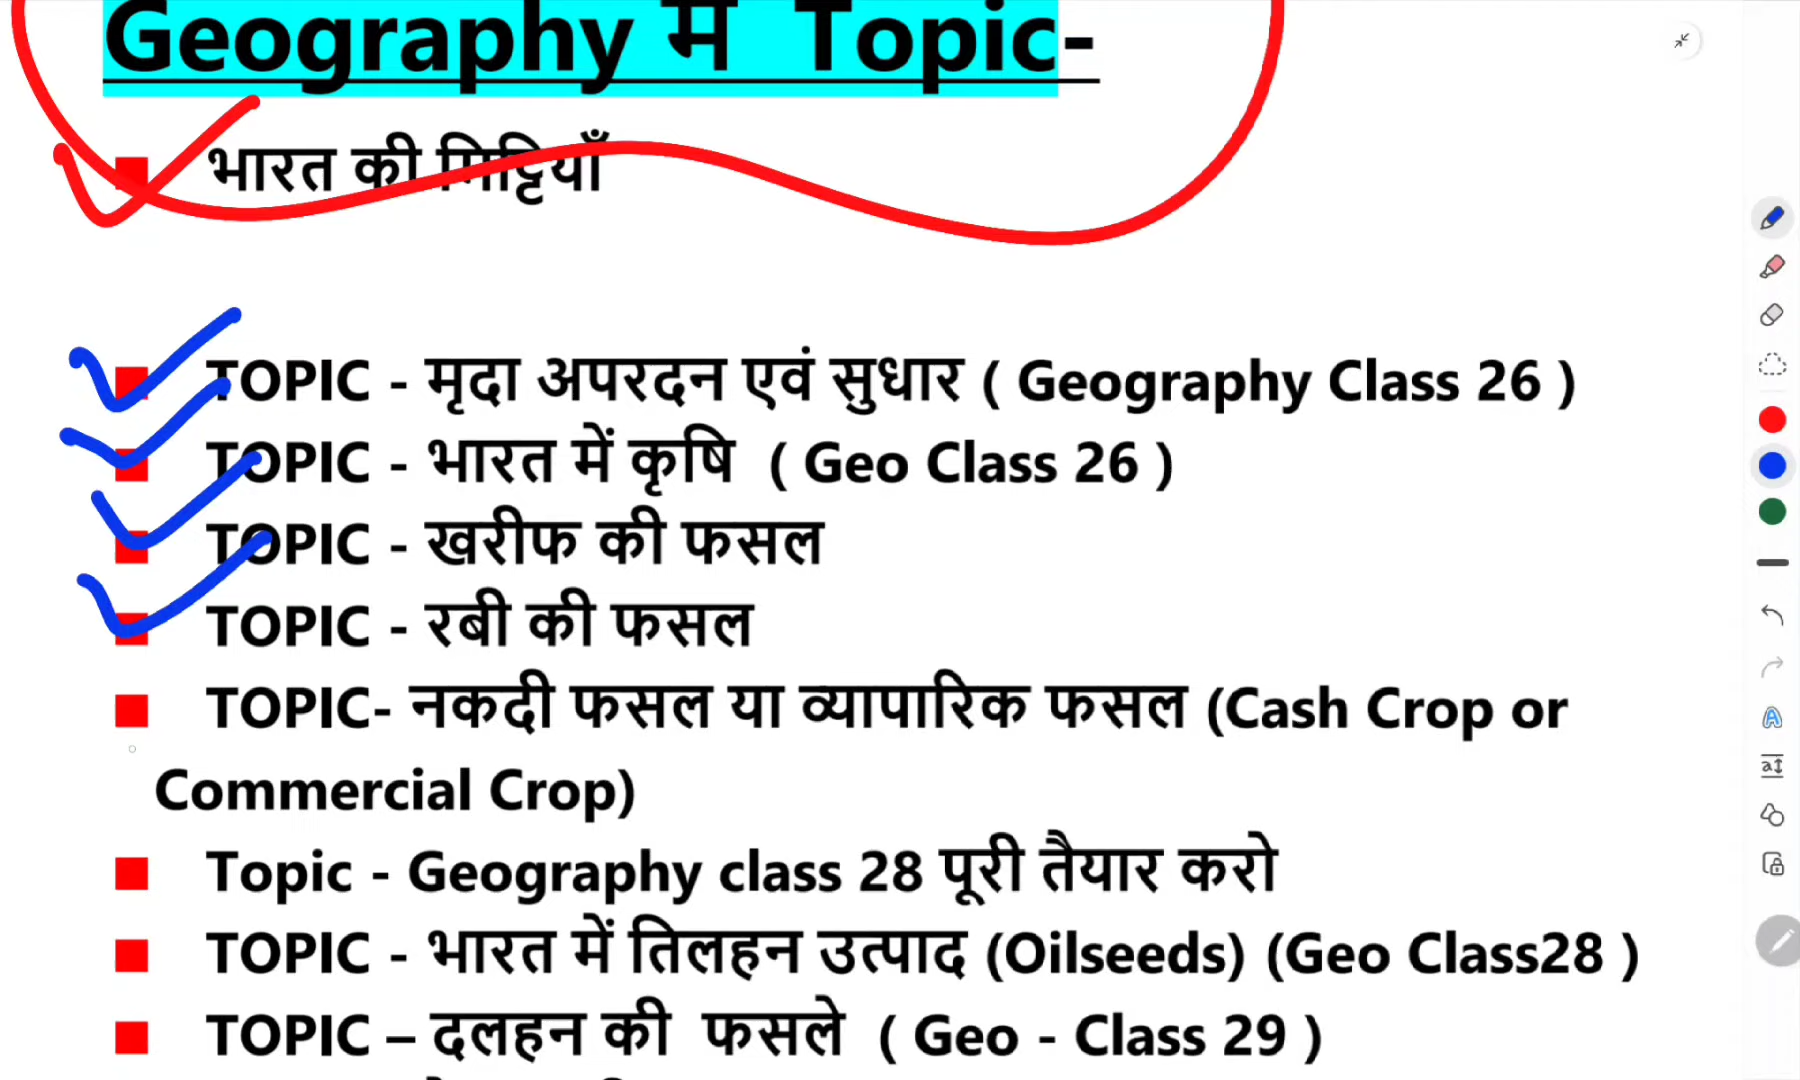 Geography में Topic-
भारत की मिट्टियाँ
TOPIC - मृदा अपरदन एवं सुधार ( Geography Class 26 )
TOPIC - भारत में कृषि ( Geo Class 26 )
TOPIC - खरीफ की फसल
TOPIC - रबी की फसल
TOPIC- नकदी फसल या व्यापारिक फसल (Cash Crop or
Commercial Crop)
Topic - Geography class 28 पूरी तैयार करो
TOPIC - भारत में तिलहन उत्पाद (Oilseeds) (Geo Class28 )
TOPIC – दलहन की फसले ( Geo - Class 29 )